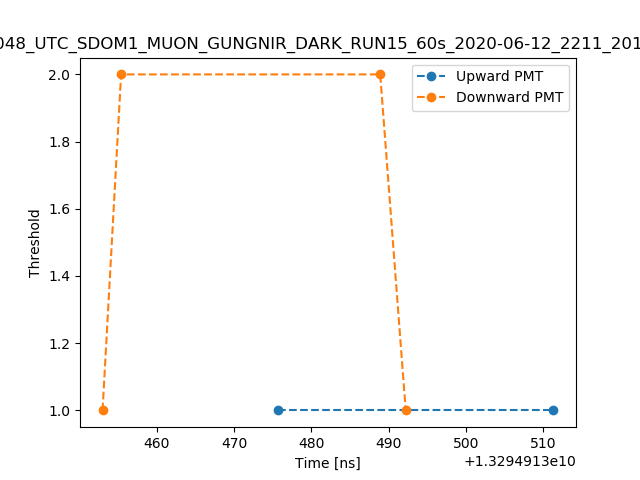 048_UTC_SDOM1_MUON_GUNGNIR_DARK_RUN15_60s_2020-06-12_2211_201
Upward PMT
Downward PMT
2.0
1.8
1.6
1.4
1.2
1.0
Threshold
460 470 480 490 500 510
Time [ns]
+1.3294913e10